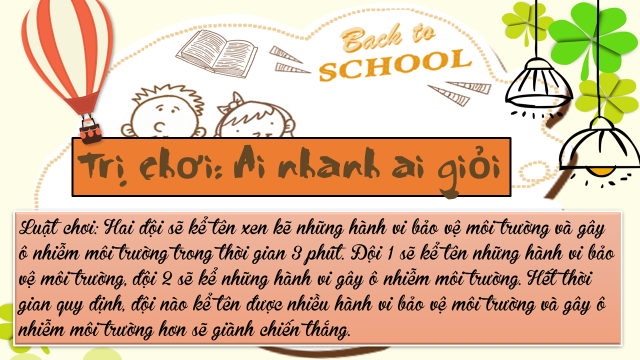 Back to
SCHOOL
Trị chơi: Ai nhanh ai giỏi
Luật chơi: Hai đội sẽ kể tên xen kẽ những hành vi bảo vệ môi trường và gây
ô nhiễm môi trường trong thời gian 3 phút. Đội 1 sẽ kể tên những hành vi bảo
vệ môi trường, đội 2 sẽ kể những hành vi gây ô nhiễm môi trường. Hết thời
gian quy định, đội nào kể tên được nhiều hành vi bảo vệ môi trường và gây ô
nhiễm môi trường hơn sẽ giành chiến thắng.